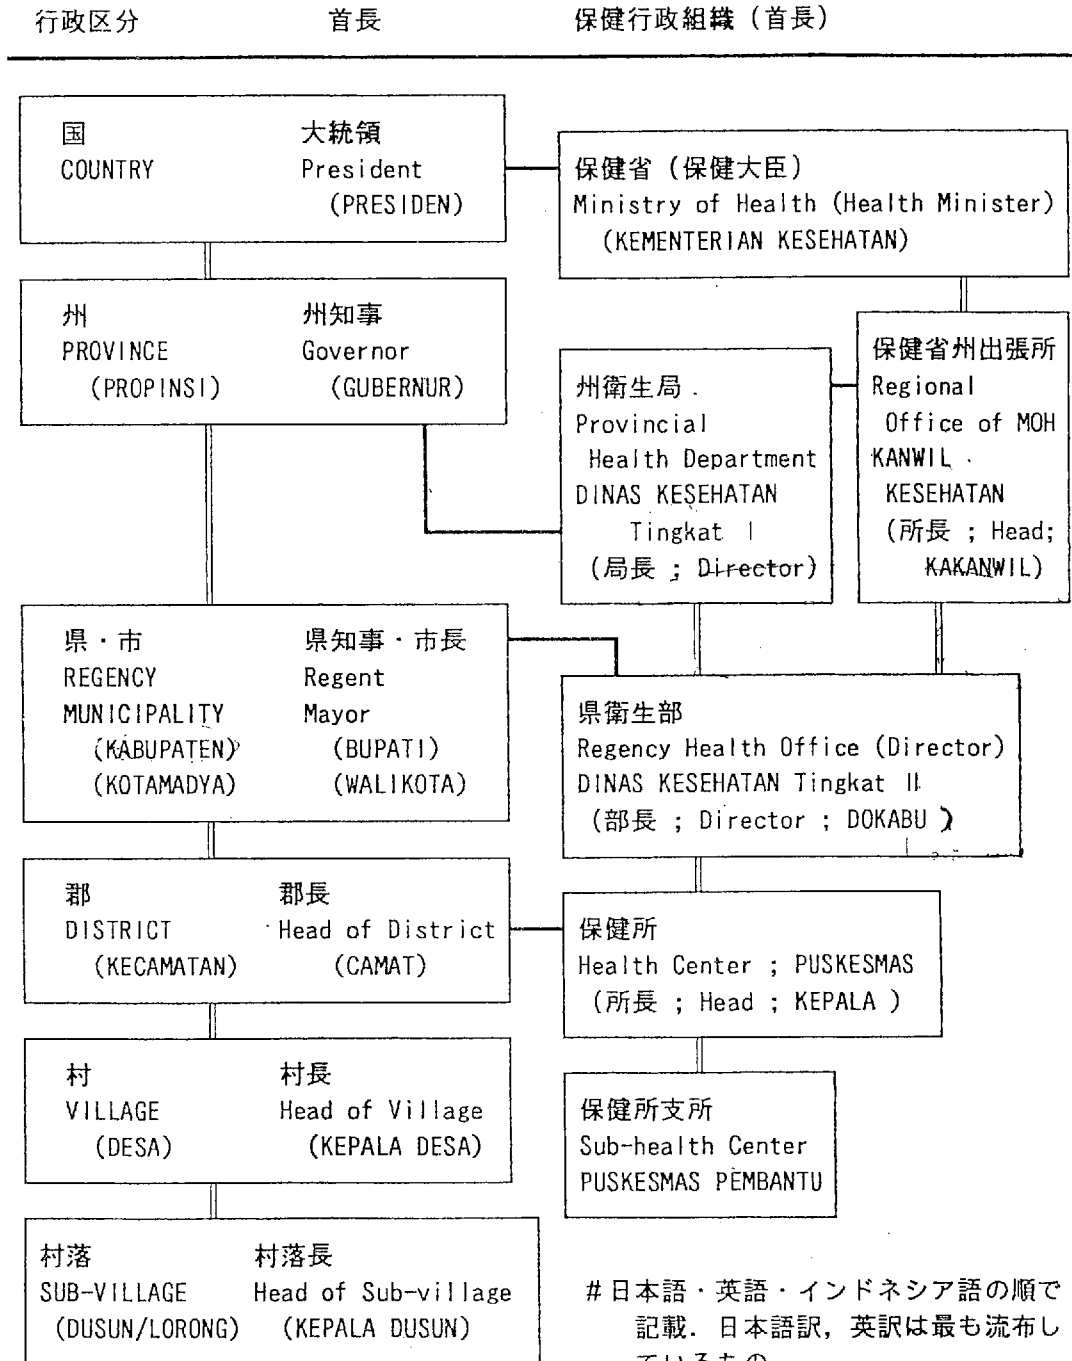 行政区分 首長 保健行政組織（首長）
国 大統領
COUNTRY President
(PRESIDEN)
保健省（保健大臣）
Ministry of Health (Health Minister)
(KEMENTERIAN KESEHATAN)
州 州知事
PROVINCE Governor
(PROPINSI) (GUBERNUR)
州衛生局
Provincial
Health Department
DINAS KESEHATAN
Tingkat I
(局長 ; Director)
保健省州出張所
Regional
Office of MOH
KANWIL
KESEHATAN
(所長 ; Head;
KAKANWIL)
県・市 県知事・市長
REGENCY Regent
MUNICIPALITY Mayor
(KABUPATEN) (BUPATI)
(KOTAMADYA) (WALIKOTA)
県衛生部
Regency Health Office (Director)
DINAS KESEHATAN Tingkat II
(部長 ; Director ; DOKABU )
郡 郡長
DISTRICT Head of District
(KECAMATAN) (CAMAT)
保健所
Health Center ; PUSKESMAS
(所長 ; Head ; KEPALA )
村 村長
VILLAGE Head of Village
(DESA) (KEPALA DESA)
保健所支所
Sub-health Center
PUSKESMAS PEMBANTU
村落 村落長
SUB-VILLAGE Head of Sub-village
(DUSUN/LORONG) (KEPALA DUSUN)
#日本語・英語・インドネシア語の順で
記載．日本語訳，英訳は最も流布し
ているもの